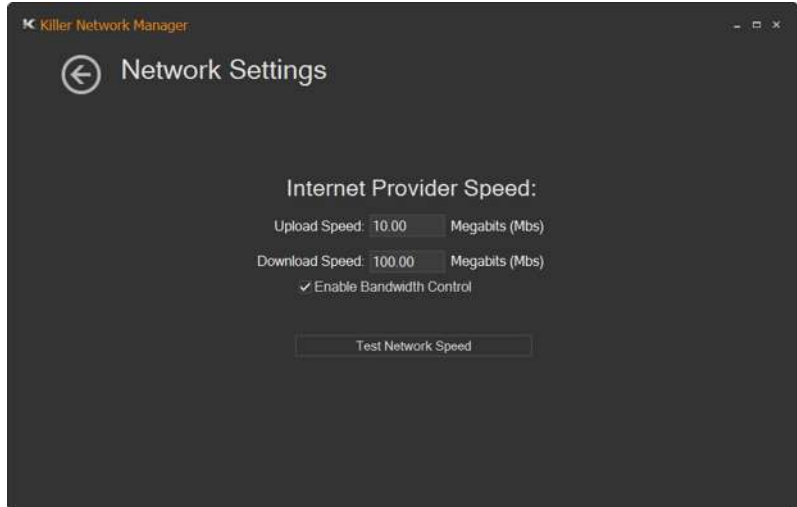 Killer Network Manager
Network Settings
Internet Provider Speed:
Upload Speed: 10.00 Megabits (Mbs)
Download Speed: 100.00 Megabits (Mbs)
Enable Bandwidth Control
Test Network Speed